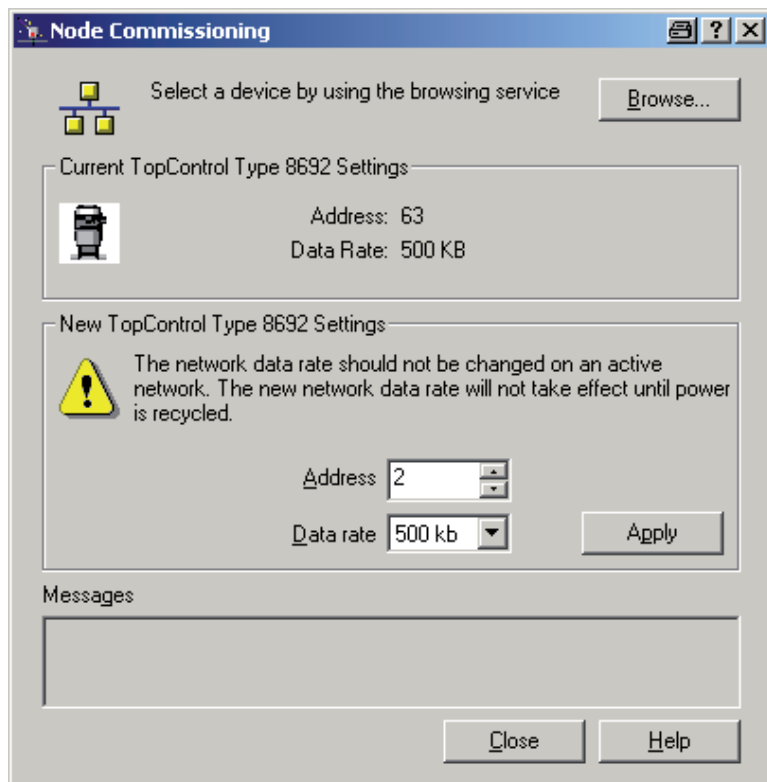 Node Commissioning
Select a device by using the browsing service
Browse...
Current TopControl Type 8692 Settings
Address: 63
Data Rate: 500 KB
New TopControl Type 8692 Settings
The network data rate should not be changed on an active
network. The new network data rate will not take effect until power
is recycled.
Address 2
Data rate 500 kb
Apply
Messages
Close
Help